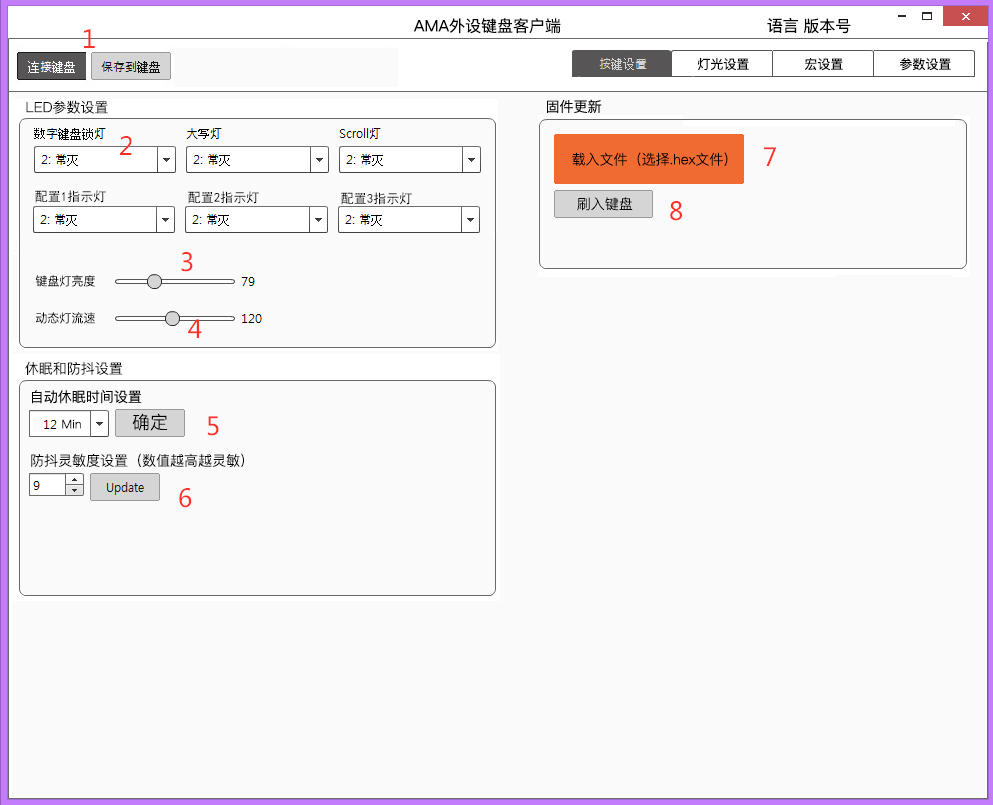 AMA外设键盘客户端 语言 版本号
1
连接键盘 保存到键盘 按键设置 灯光设置 宏设置 参数设置
LED参数设置
数字键盘锁灯 大写灯 Scroll灯
2
2: 常灭 2: 常灭 2: 常灭
配置1指示灯 配置2指示灯 配置3指示灯
2: 常灭 2: 常灭 2: 常灭
3
键盘灯亮度 79
动态灯流速 120
4
休眠和防抖设置
自动休眠时间设置
12 Min 确定 5
防抖灵敏度设置（数值越高越灵敏）
9 Update 6
固件更新
载入文件（选择.hex文件） 7
刷入键盘 8